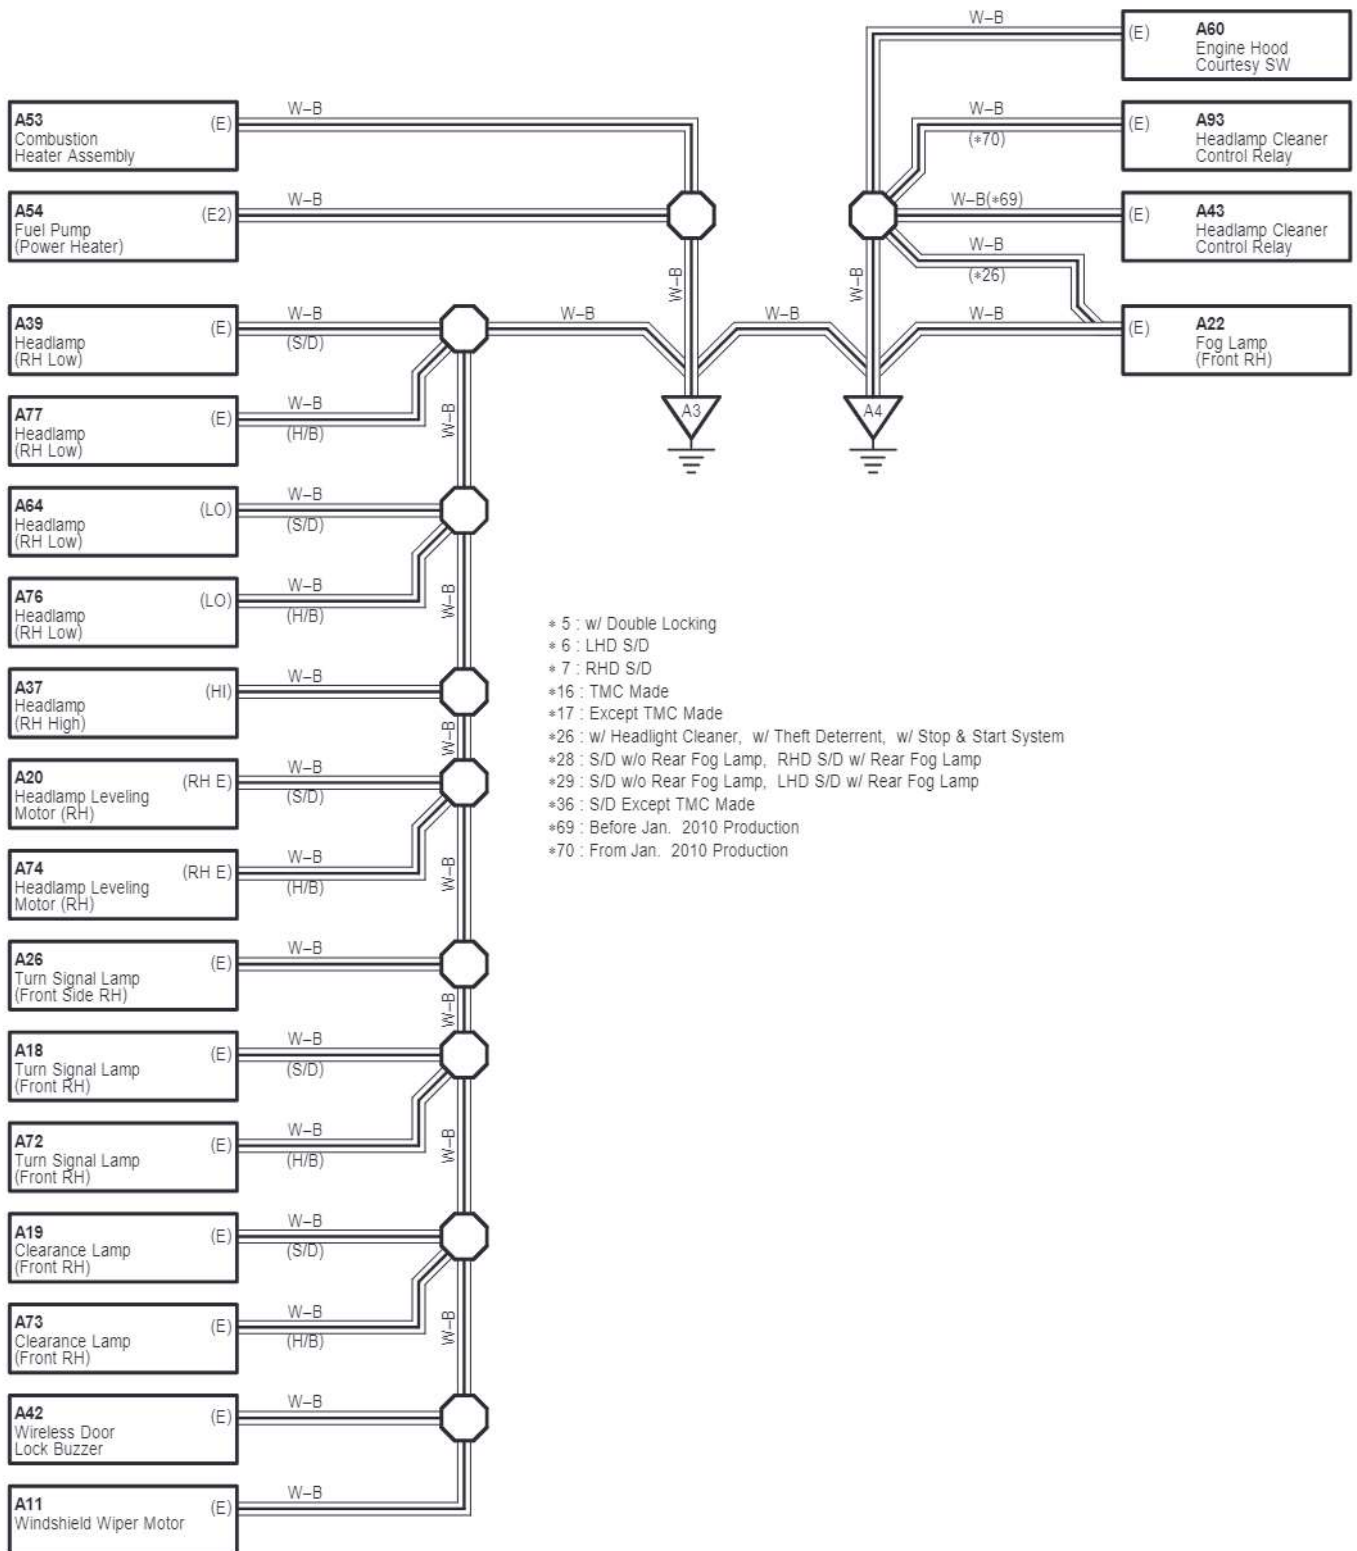 W–B
(E) A60
Engine Hood
Courtesy SW
A53 (E)
Combustion
Heater Assembly
W–B
W–B
(*70)
(E) A93
Headlamp Cleaner
Control Relay
A54 (E2)
Fuel Pump
(Power Heater)
W–B
W–B(*69)
(E) A43
Headlamp Cleaner
Control Relay
W–B
(*26)
W–B
W–B
A39 (E)
Headlamp
(RH Low)
W–B
(S/D)
W–B
W–B
W–B
(E) A22
Fog Lamp
(Front RH)
A77 (E)
Headlamp
(RH Low)
W–B
(H/B)
W–B
A3
A4
A64 (LO)
Headlamp
(RH Low)
W–B
(S/D)
A76 (LO)
Headlamp
(RH Low)
W–B
(H/B)
W–B
* 5 : w/ Double Locking
* 6 : LHD S/D
* 7 : RHD S/D
*16 : TMC Made
*17 : Except TMC Made
*26 : w/ Headlight Cleaner, w/ Theft Deterrent, w/ Stop & Start System
*28 : S/D w/o Rear Fog Lamp, RHD S/D w/ Rear Fog Lamp
*29 : S/D w/o Rear Fog Lamp, LHD S/D w/ Rear Fog Lamp
*36 : S/D Except TMC Made
*69 : Before Jan. 2010 Production
*70 : From Jan. 2010 Production
A37 (HI)
Headlamp
(RH High)
W–B
W–B
A20 (RH E)
Headlamp Leveling
Motor (RH)
W–B
(S/D)
A74 (RH E)
Headlamp Leveling
Motor (RH)
W–B
(H/B)
W–B
A26 (E)
Turn Signal Lamp
(Front Side RH)
W–B
W–B
A18 (E)
Turn Signal Lamp
(Front RH)
W–B
(S/D)
A72 (E)
Turn Signal Lamp
(Front RH)
W–B
(H/B)
W–B
A19 (E)
Clearance Lamp
(Front RH)
W–B
(S/D)
A73 (E)
Clearance Lamp
(Front RH)
W–B
(H/B)
W–B
A42 (E)
Wireless Door
Lock Buzzer
W–B
A11 (E)
Windshield Wiper Motor
W–B